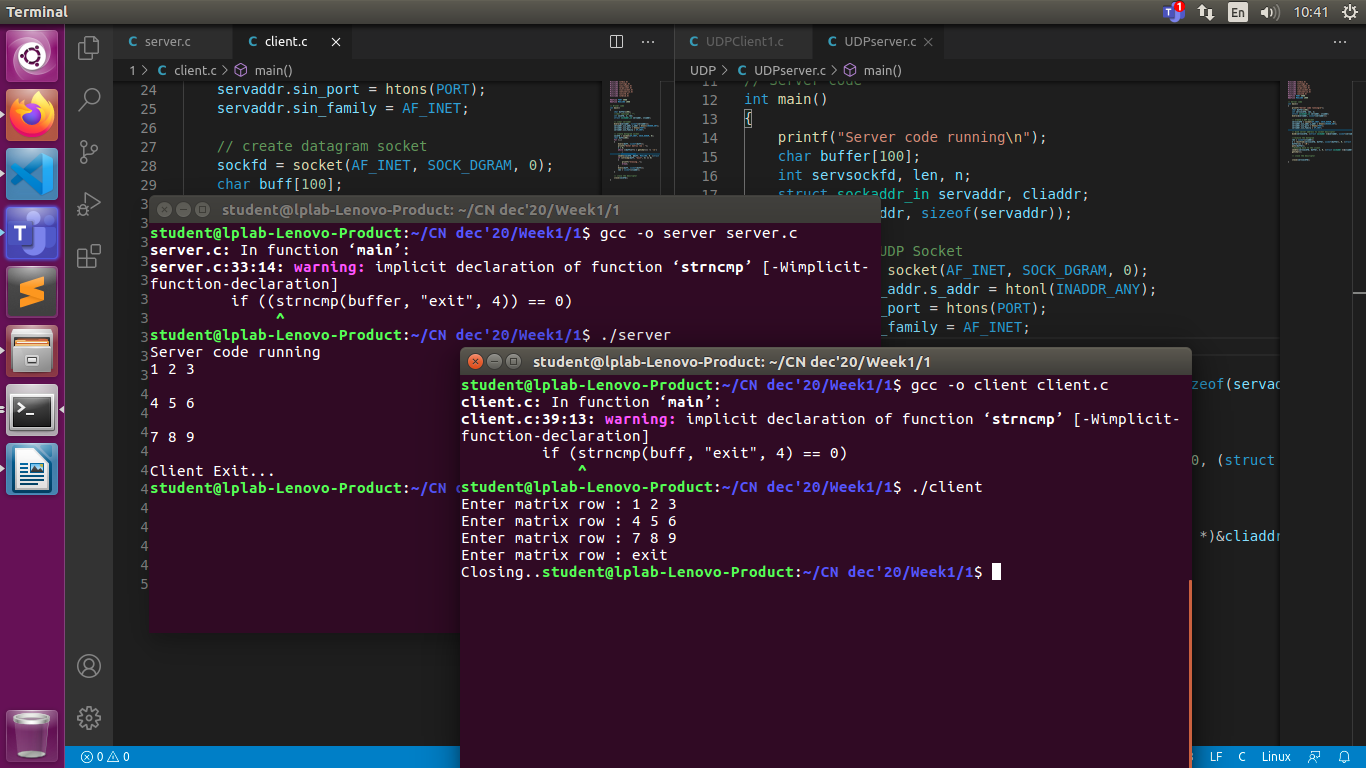 Terminal
1
En
10:41
C server.c
C client.c ×
···
C UDPClient1.c
C UDPserver.c ×
···
1 > C client.c > main()
UDP > C UDPserver.c > main()
24 servaddr.sin_port = htons(PORT);
25 servaddr.sin_family = AF_INET;
26
27 // create datagram socket
28 sockfd = socket(AF_INET, SOCK_DGRAM, 0);
29 char buff[100];
11 // Server code
12 int main()
13 {
14 printf("Server code running\n");
15 char buffer[100];
16 int servsockfd, len, n;
17 struct sockaddr_in servaddr, cliaddr;
ddr, sizeof(servaddr));
UDP Socket
socket(AF_INET, SOCK_DGRAM, 0);
_addr.s_addr = htonl(INADDR_ANY);
_port = htons(PORT);
_family = AF_INET;
zeof(servad
0, (struct
*)&cliaddr
student@lplab-Lenovo-Product: ~/CN dec'20/Week1/1
student@lplab-Lenovo-Product:~/CN dec'20/Week1/1$ gcc -o server server.c
server.c: In function ‘main’:
server.c:33:14: warning: implicit declaration of function ‘strncmp’ [-Wimplicit-
function-declaration]
if ((strncmp(buffer, "exit", 4)) == 0)
^
student@lplab-Lenovo-Product:~/CN dec'20/Week1/1$ ./server
Server code running
1 2 3
4 5 6
7 8 9
Client Exit...
student@lplab-Lenovo-Product:~/CN d
student@lplab-Lenovo-Product: ~/CN dec'20/Week1/1
student@lplab-Lenovo-Product:~/CN dec'20/Week1/1$ gcc -o client client.c
client.c: In function ‘main’:
client.c:39:13: warning: implicit declaration of function ‘strncmp’ [-Wimplicit-
function-declaration]
if (strncmp(buff, "exit", 4) == 0)
^
student@lplab-Lenovo-Product:~/CN dec'20/Week1/1$ ./client
Enter matrix row : 1 2 3
Enter matrix row : 4 5 6
Enter matrix row : 7 8 9
Enter matrix row : exit
Closing..student@lplab-Lenovo-Product:~/CN dec'20/Week1/1$
0 0
LF C Linux